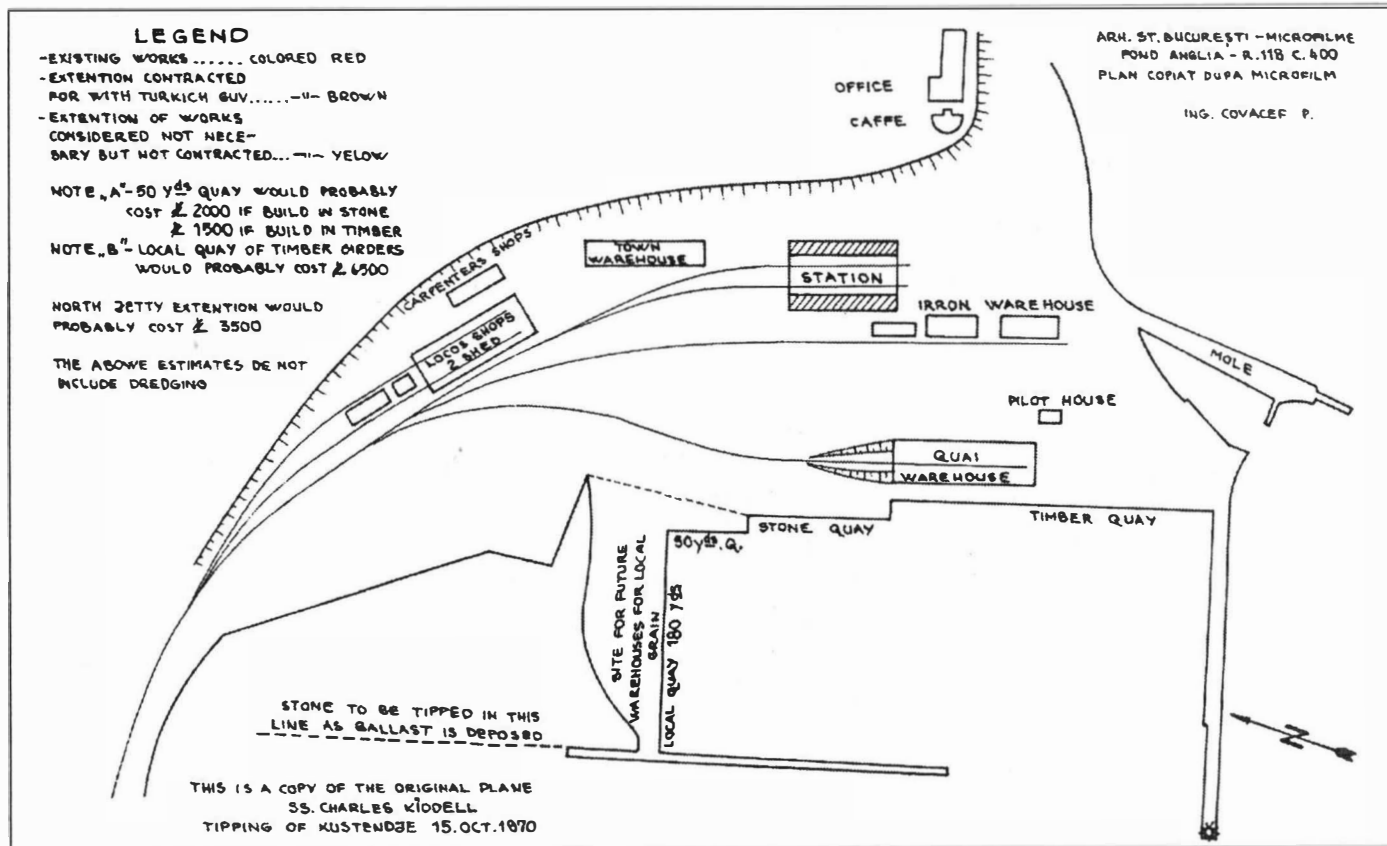 LEGEND
-EXISTING WORKS ...... COLORED RED
-EXTENTION CONTRACTED
FOR WITH TURKICH GUV......-"- BROWN
-EXTENTION OF WORKS
CONSIDERED NOT NECE-
SARY BUT NOT CONTRACTED...-"- YELOW
NOTE „A"-50 Yds QUAY WOULD PROBABLY
COST £ 2000 IF BUILD IN STONE
£ 1500 IF BUILD IN TIMBER
NOTE „B"- LOCAL QUAY OF TIMBER GIRDERS
WOULD PROBABLY COST £ 6500
NORTH JETTY EXTENTION WOULD
PROBABLY COST £ 3500
THE ABOWE ESTIMATES DE NOT
INCLUDE DREDGING
ARH. ST. BUCUREȘTI - MICROFILME
FOND ANGLIA - R.118 C.400
PLAN COPIAT DUPA MICROFILM
ING. COVACEF P.
OFFICE
CAFFE
CARPENTERS SHOPS
TOWN
WAREHOUSE
STATION
LOCOS SHOPS
2 SHED
IRRON WAREHOUSE
MOLE
PILOT HOUSE
QUAI
WAREHOUSE
STONE QUAY
TIMBER QUAY
50 yds. Q.
SITE FOR FUTURE
WAREHOUSES FOR LOCAL
GRAIN
LOCAL QUAY 180 yds
STONE TO BE TIPPED IN THIS
LINE AS BALLAST IS DEPOSED
N
THIS IS A COPY OF THE ORIGINAL PLANE
SS. CHARLES KIDDELL
TIPPING OF KUSTENDJE 15.OCT.1870